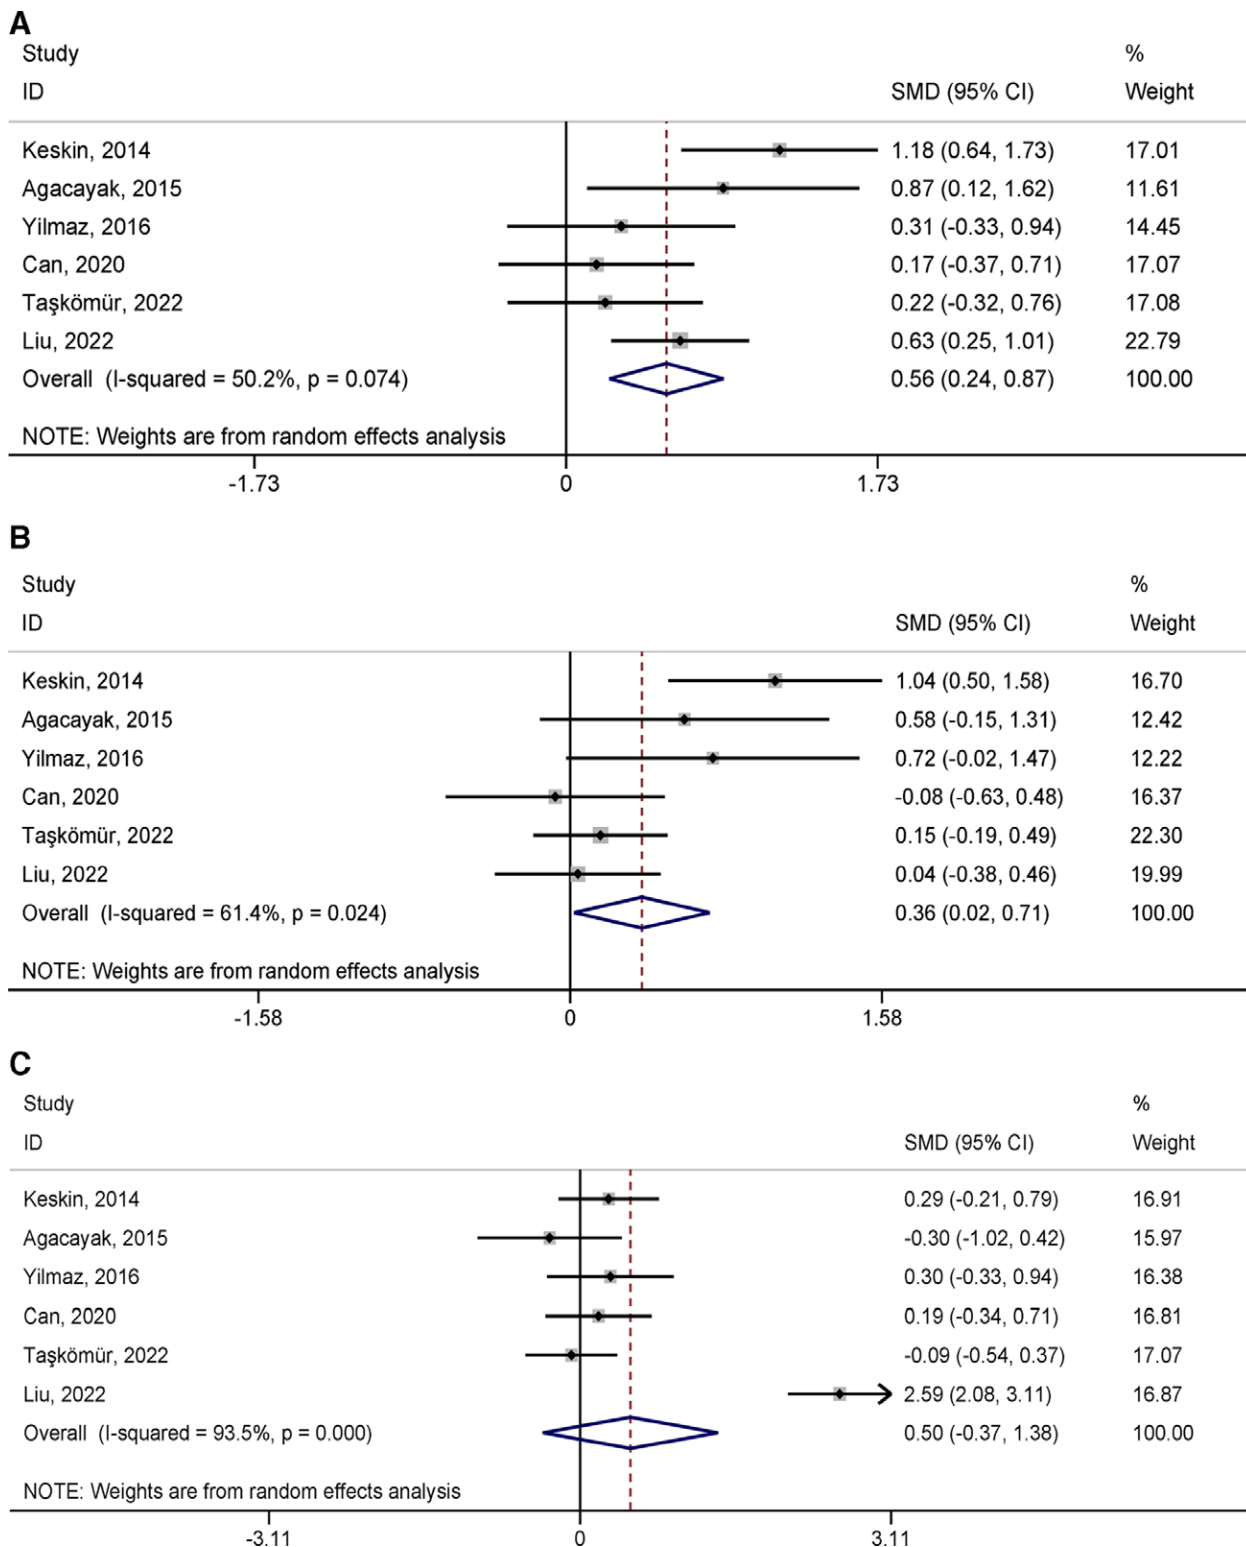 A
Study %
ID SMD (95% CI) Weight
Keskin, 2014 1.18 (0.64, 1.73) 17.01
Agacayak, 2015 0.87 (0.12, 1.62) 11.61
Yilmaz, 2016 0.31 (-0.33, 0.94) 14.45
Can, 2020 0.17 (-0.37, 0.71) 17.07
Taşkömür, 2022 0.22 (-0.32, 0.76) 17.08
Liu, 2022 0.63 (0.25, 1.01) 22.79
Overall (I-squared = 50.2%, p = 0.074) 0.56 (0.24, 0.87) 100.00
NOTE: Weights are from random effects analysis
-1.73 0 1.73
B
Study %
ID SMD (95% CI) Weight
Keskin, 2014 1.04 (0.50, 1.58) 16.70
Agacayak, 2015 0.58 (-0.15, 1.31) 12.42
Yilmaz, 2016 0.72 (-0.02, 1.47) 12.22
Can, 2020 -0.08 (-0.63, 0.48) 16.37
Taşkömür, 2022 0.15 (-0.19, 0.49) 22.30
Liu, 2022 0.04 (-0.38, 0.46) 19.99
Overall (I-squared = 61.4%, p = 0.024) 0.36 (0.02, 0.71) 100.00
NOTE: Weights are from random effects analysis
-1.58 0 1.58
C
Study %
ID SMD (95% CI) Weight
Keskin, 2014 0.29 (-0.21, 0.79) 16.91
Agacayak, 2015 -0.30 (-1.02, 0.42) 15.97
Yilmaz, 2016 0.30 (-0.33, 0.94) 16.38
Can, 2020 0.19 (-0.34, 0.71) 16.81
Taşkömür, 2022 -0.09 (-0.54, 0.37) 17.07
Liu, 2022 2.59 (2.08, 3.11) 16.87
Overall (I-squared = 93.5%, p = 0.000) 0.50 (-0.37, 1.38) 100.00
NOTE: Weights are from random effects analysis
-3.11 0 3.11